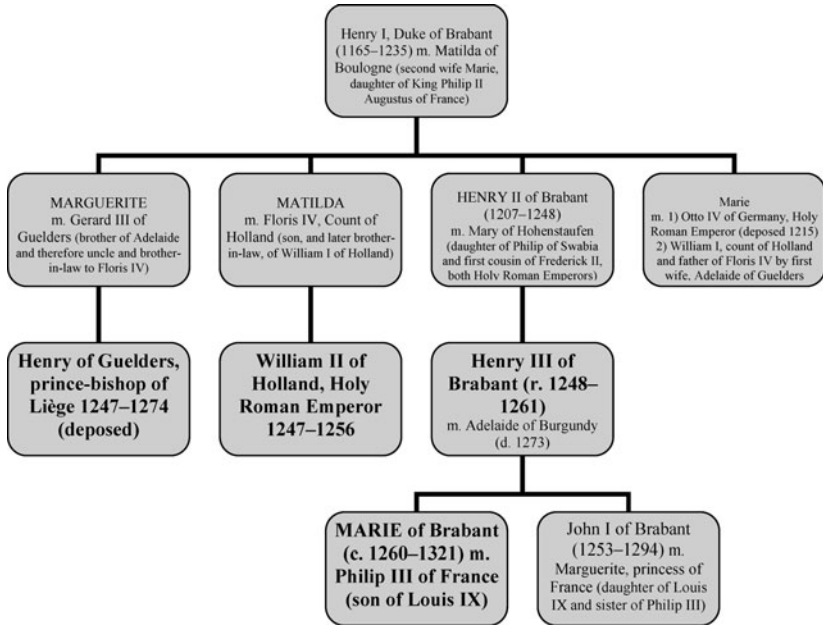 Henry I, Duke of Brabant
(1165–1235) m. Matilda of
Boulogne (second wife Marie,
daughter of King Philip II
Augustus of France)
MARGUERITE
m. Gerard III of
Guelders (brother of Adelaide
and therefore uncle and brother-
in-law to Floris IV)
MATILDA
m. Floris IV, Count of
Holland (son, and later brother-
in-law, of William I of Holland)
HENRY II of Brabant
(1207–1248)
m. Mary of Hohenstaufen
(daughter of Philip of Swabia
and first cousin of Frederick II,
both Holy Roman Emperors)
Marie
m. 1) Otto IV of Germany, Holy
Roman Emperor (deposed 1215)
2) William I, count of Holland
and father of Floris IV by first
wife, Adelaide of Guelders
Henry of Guelders,
prince-bishop of
Liège 1247–1274
(deposed)
William II of
Holland, Holy
Roman Emperor
1247–1256
Henry III of
Brabant (r. 1248–
1261)
m. Adelaide of Burgundy
(d. 1273)
MARIE of Brabant
(c. 1260–1321) m.
Philip III of France
(son of Louis IX)
John I of Brabant
(1253–1294) m.
Marguerite, princess of
France (daughter of Louis
IX and sister of Philip III)